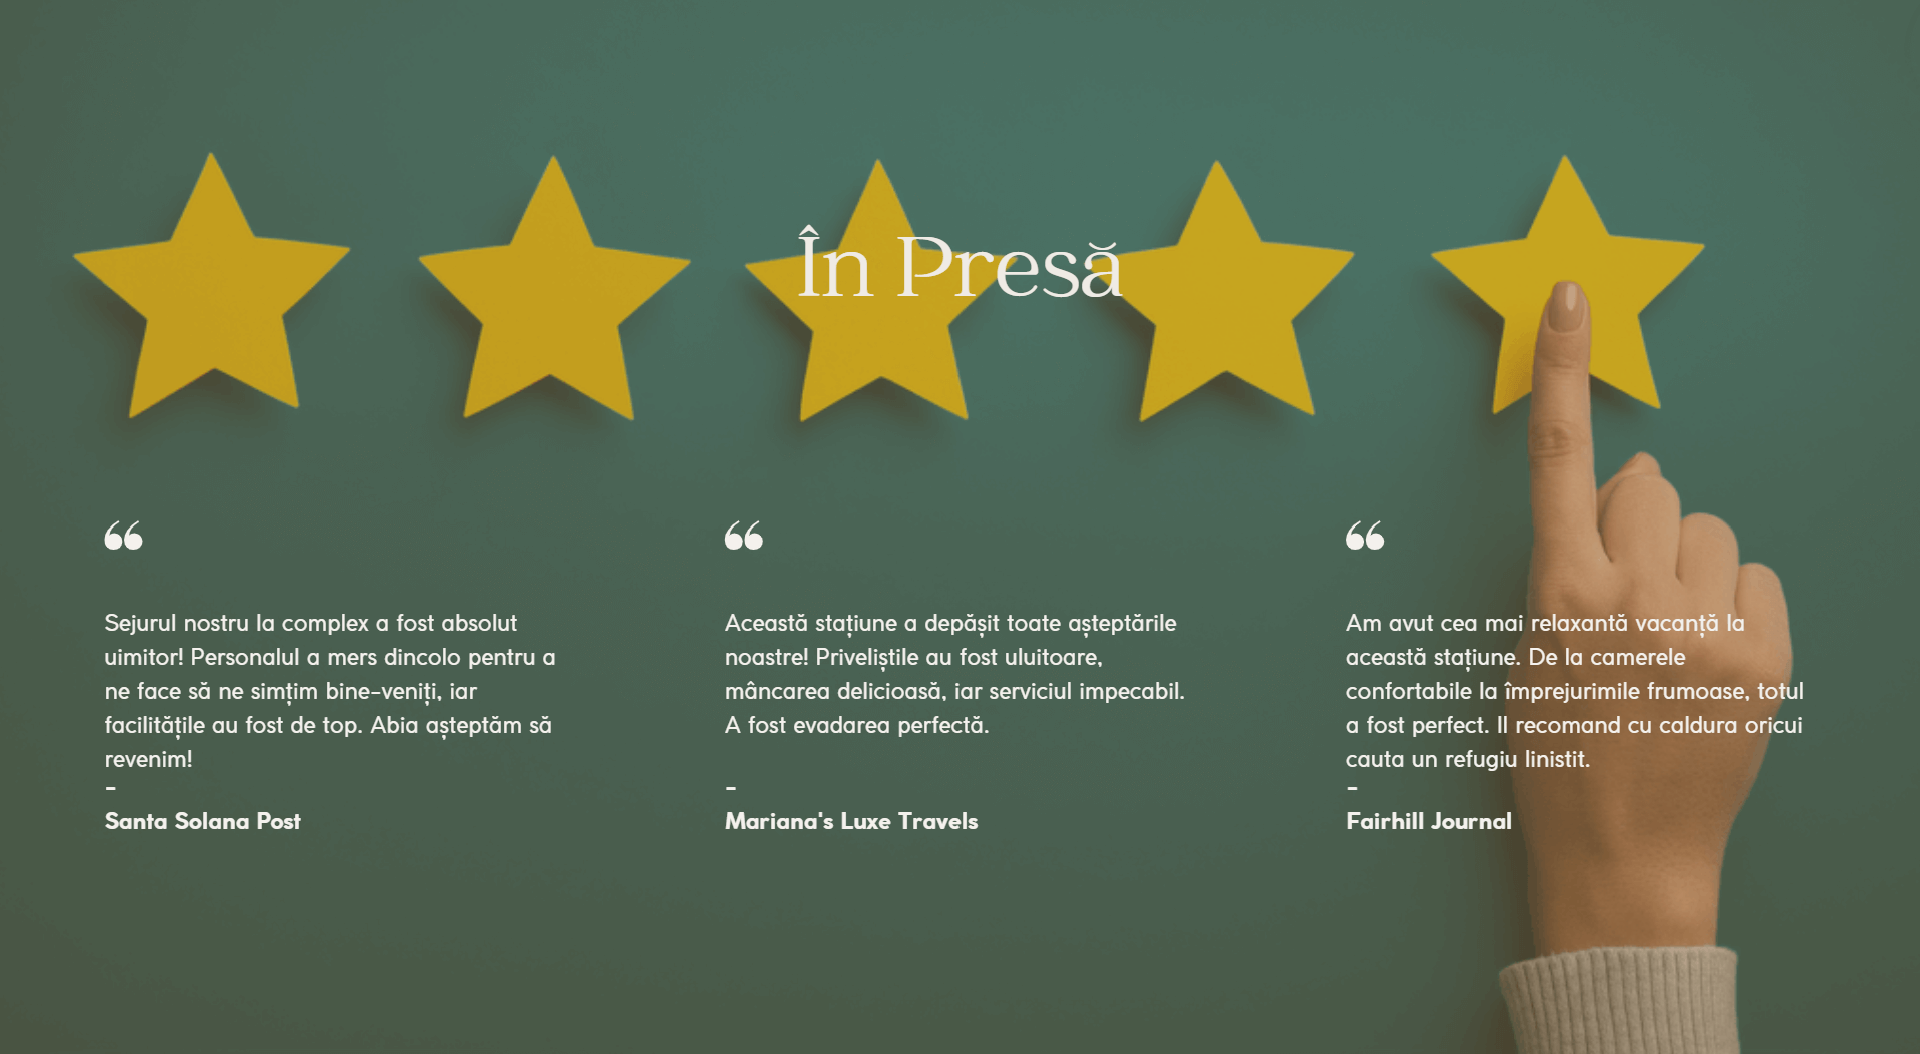 În Presă
“
Sejurul nostru la complex a fost absolut
uimitor! Personalul a mers dincolo pentru a
ne face să ne simțim bine-veniți, iar
facilitățile au fost de top. Abia așteptăm să
revenim!
-
Santa Solana Post
“
Această stațiune a depășit toate așteptările
noastre! Priveliștile au fost uluitoare,
mâncarea delicioasă, iar serviciul impecabil.
A fost evadarea perfectă.
-
Mariana's Luxe Travels
“
Am avut cea mai relaxantă vacanță la
această stațiune. De la camerele
confortabile la împrejurimile frumoase, totul
a fost perfect. Il recomand cu caldura oricui
cauta un refugiu linistit.
-
Fairhill Journal